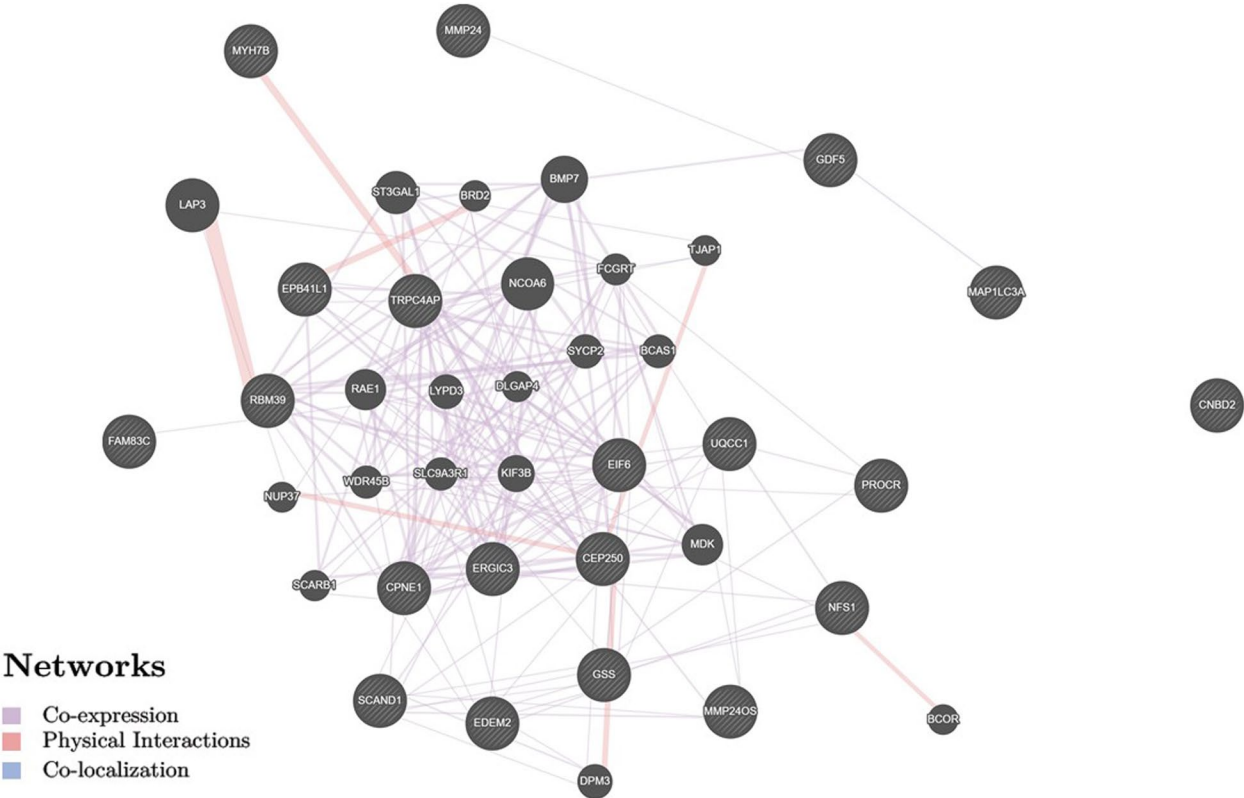 MMP24
MYH7B
GDF5
BMP7
ST3GAL1
BRD2
LAP3
TJAP1
FCGRT
NCOA6
EPB41L1
TRPC4AP
MAP1LC3A
SYCP2
BCAS1
RAE1
LYPD3
DLGAP4
RBM39
CNBD2
FAM83C
UQCC1
EIF6
SLC9A3R1
KIF3B
WDR45B
PROCR
NUP37
MDK
CEP250
ERGIC3
SCARB1
CPNE1
NFS1
Networks
GSS
SCAND1
MMP24OS
EDEM2
BCOR
Co-expression
Physical Interactions
Co-localization
DPM3